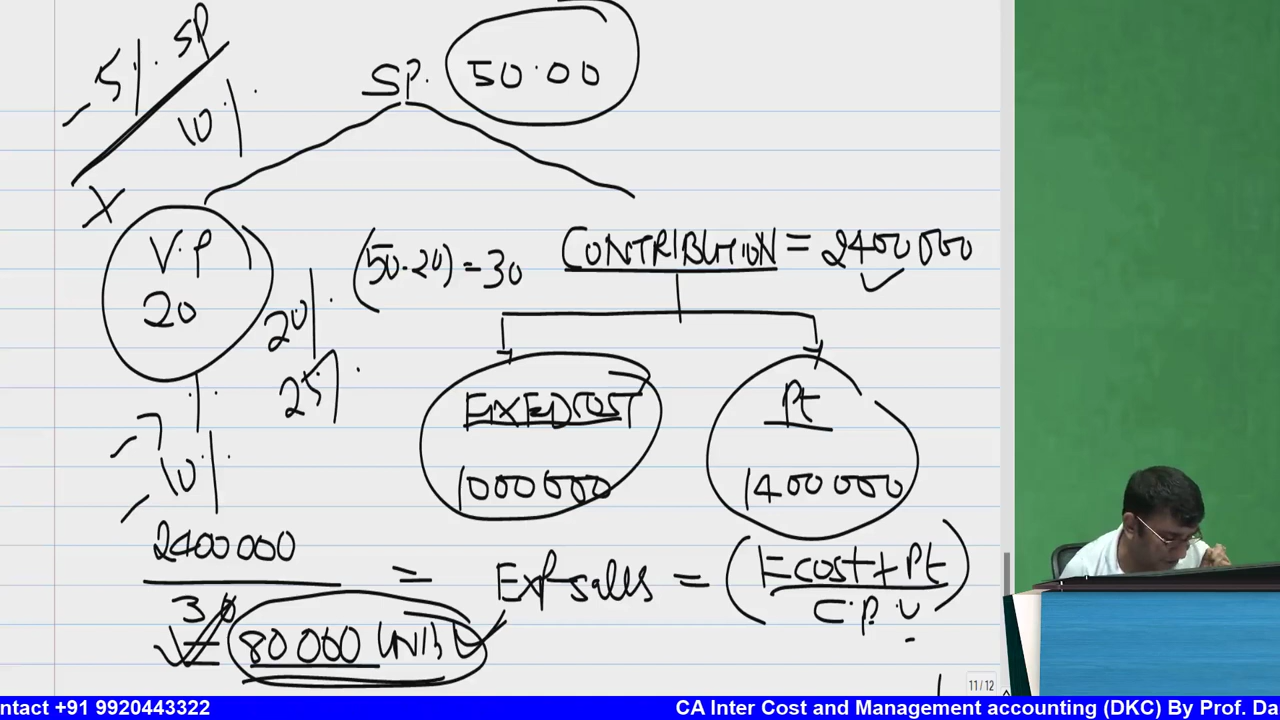 5%. SP
SP. 50.00
10%
X
V.P
20
(50-20) = 30
CONTRIBUTION = 2400000
20%
25%
FIXED COST
Pt
10%
1000000
1400000
2400000
= Exp sales = (F cost + Pt
30
C.P.U)
= 80000 UNITS
11/12
ntact +91 9920443322
CA Inter Cost and Management accounting (DKC) By Prof. Da